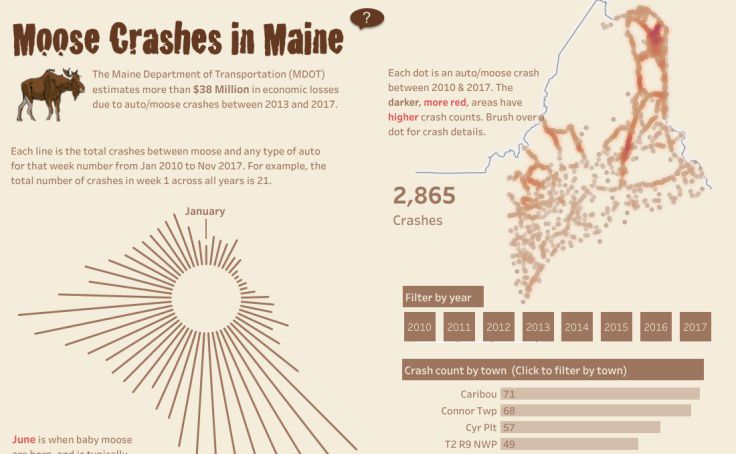 Moose Crashes in Maine
?
The Maine Department of Transportation (MDOT)
estimates more than $38 Million in economic losses
due to auto/moose crashes between 2013 and 2017.
Each line is the total crashes between moose and any type of auto
for that week number from Jan 2010 to Nov 2017. For example, the
total number of crashes in week 1 across all years is 21.
January
June is when baby moose
are born, and is typically
Each dot is an auto/moose crash
between 2010 & 2017. The
darker, more red, areas have
higher crash counts. Brush over a
dot for crash details.
2,865
Crashes
Filter by year
2010 2011 2012 2013 2014 2015 2016 2017
Crash count by town (Click to filter by town)
Caribou 71
Connor Twp 68
Cyr Plt 57
T2 R9 NWP 49